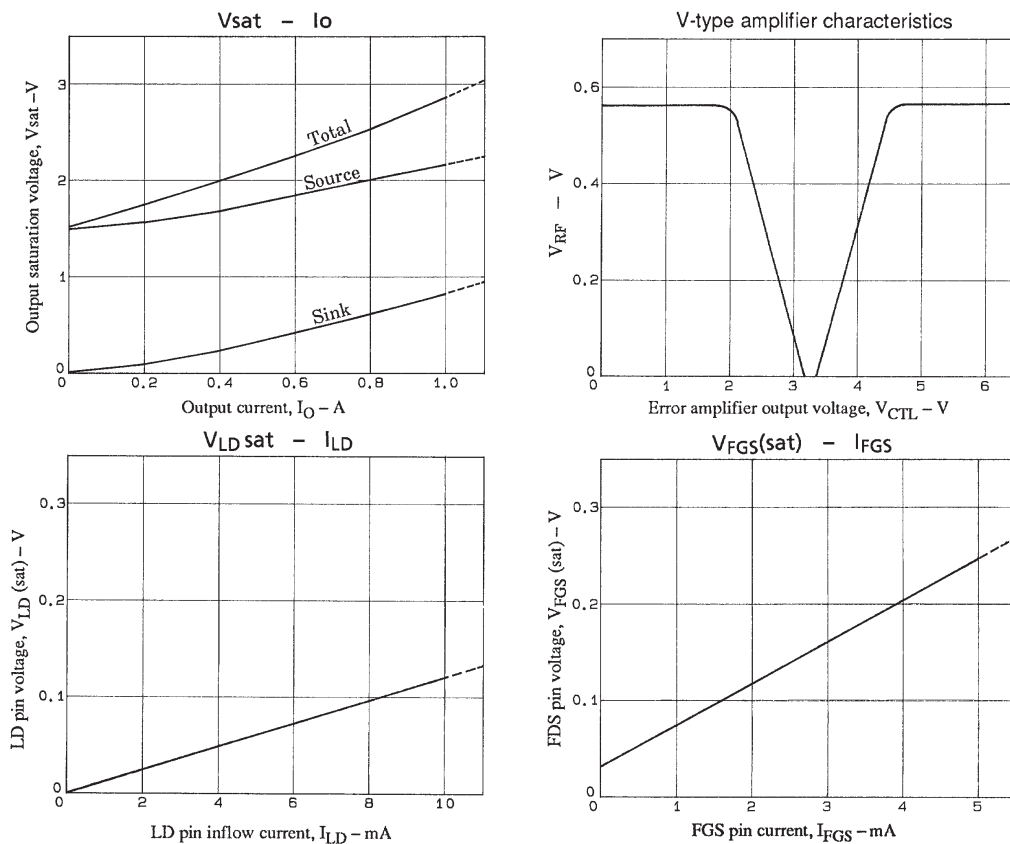 Vsat – Io
Output saturation voltage, Vsat – V
3
2
1
0
Total
Source
Sink
0 0.2 0.4 0.6 0.8 1.0
Output current, IO – A
V-type amplifier characteristics
VRF – V
0.6
0.4
0.2
0
0 1 2 3 4 5 6
Error amplifier output voltage, VCTL – V
VLD sat – ILD
LD pin voltage, VLD (sat) – V
0.3
0.2
0.1
0
0 2 4 6 8 10
LD pin inflow current, ILD – mA
VFGS(sat) – IFGS
FDS pin voltage, VFGS (sat) – V
0.3
0.2
0.1
0
0 1 2 3 4 5
FGS pin current, IFGS – mA